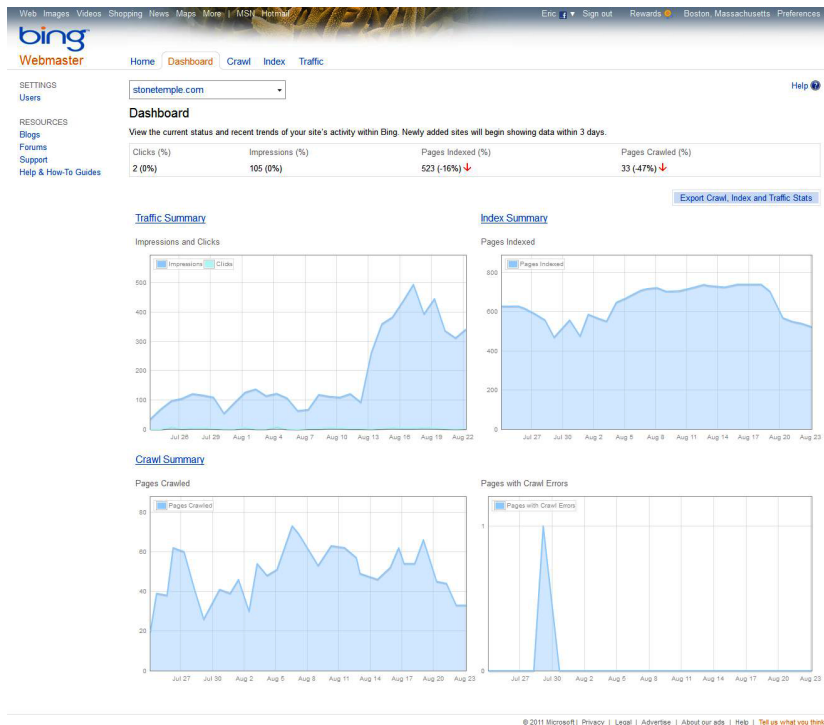 Web Images Videos Shopping News Maps More | MSN Hotmail
Eric Sign out Rewards Boston, Massachusetts Preferences
bing
Webmaster
Home Dashboard Crawl Index Traffic
SETTINGS
Users
RESOURCES
Blogs
Forums
Support
Help & How-To Guides
stonetemple.com
Help ?
Dashboard
View the current status and recent trends of your site's activity within Bing. Newly added sites will begin showing data within 3 days.
Clicks (%) Impressions (%) Pages Indexed (%) Pages Crawled (%)
2 (0%) 105 (0%) 523 (-16%) 33 (-47%)
Export Crawl, Index and Traffic Stats
Traffic Summary
Impressions and Clicks
Impressions Clicks
500
400
300
200
100
0
Jul 26 Jul 29 Aug 1 Aug 4 Aug 7 Aug 10 Aug 13 Aug 16 Aug 19 Aug 22
Index Summary
Pages Indexed
Pages Indexed
800
600
400
200
0
Jul 27 Jul 30 Aug 2 Aug 5 Aug 8 Aug 11 Aug 14 Aug 17 Aug 20 Aug 23
Crawl Summary
Pages Crawled
Pages Crawled
80
60
40
20
0
Jul 27 Jul 30 Aug 2 Aug 5 Aug 8 Aug 11 Aug 14 Aug 17 Aug 20 Aug 23
Pages with Crawl Errors
Pages with Crawl Errors
1
0
Jul 27 Jul 30 Aug 2 Aug 5 Aug 8 Aug 11 Aug 14 Aug 17 Aug 20 Aug 23
© 2011 Microsoft | Privacy | Legal | Advertise | About our ads | Help | Tell us what you think